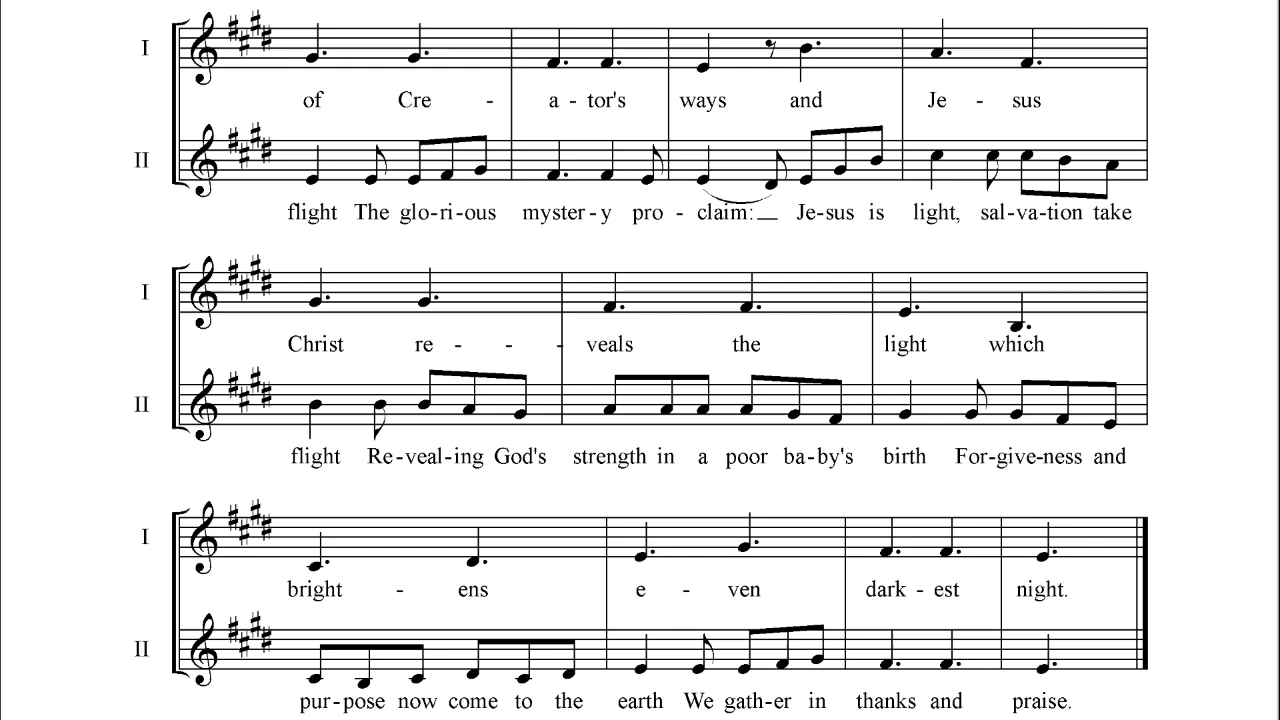 I
of Cre - a - tor's ways and Je - sus
II
flight The glo-ri-ous myster-y pro - claim: Je-sus is light, sal-va-tion take
I
Christ re - - - veals the light which
II
flight Re-veal-ing God's strength in a poor ba-by's birth For-give-ness and
I
bright - ens e - ven dark - est night.
II
pur-pose now come to the earth We gath-er in thanks and praise.